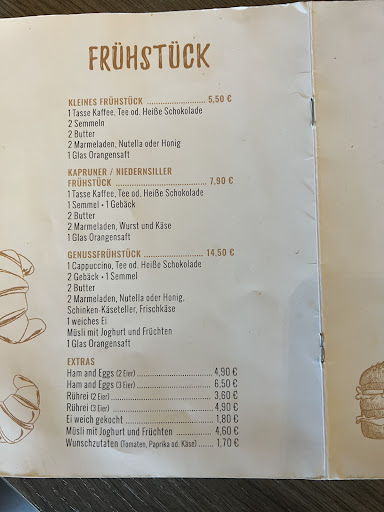 FRÜHSTÜCK
KLEINES FRÜHSTÜCK ................... 5,50 €
1 Tasse Kaffee, Tee od. Heiße Schokolade
2 Semmeln
2 Butter
2 Marmeladen, Nutella oder Honig
1 Glas Orangensaft
KAPRUNER / NIEDERNSILLER
FRÜHSTÜCK ............................... 7,90 €
1 Tasse Kaffee, Tee od. Heiße Schokolade
1 Semmel • 1 Gebäck
2 Butter
2 Marmeladen, Wurst und Käse
1 Glas Orangensaft
GENUSSFRÜHSTÜCK ..................... 14,50 €
1 Cappuccino, Tee od. Heiße Schokolade
2 Gebäck • 1 Semmel
2 Butter
2 Marmeladen, Nutella oder Honig,
Schinken-Käseteller, Frischkäse
1 weiches Ei
Müsli mit Joghurt und Früchten
1 Glas Orangensaft
EXTRAS
Ham and Eggs (2 Eier) ......................... 4,90 €
Ham and Eggs (3 Eier) ......................... 6,50 €
Rührei (2 Eier) .................................. 3,60 €
Rührei (3 Eier) .................................. 4,90 €
Ei weich gekocht .............................. 1,80 €
Müsli mit Joghurt und Früchten ......... 4,60 €
Wunschzutaten (Tomaten, Paprika od. Käse) ...... 1,70 €